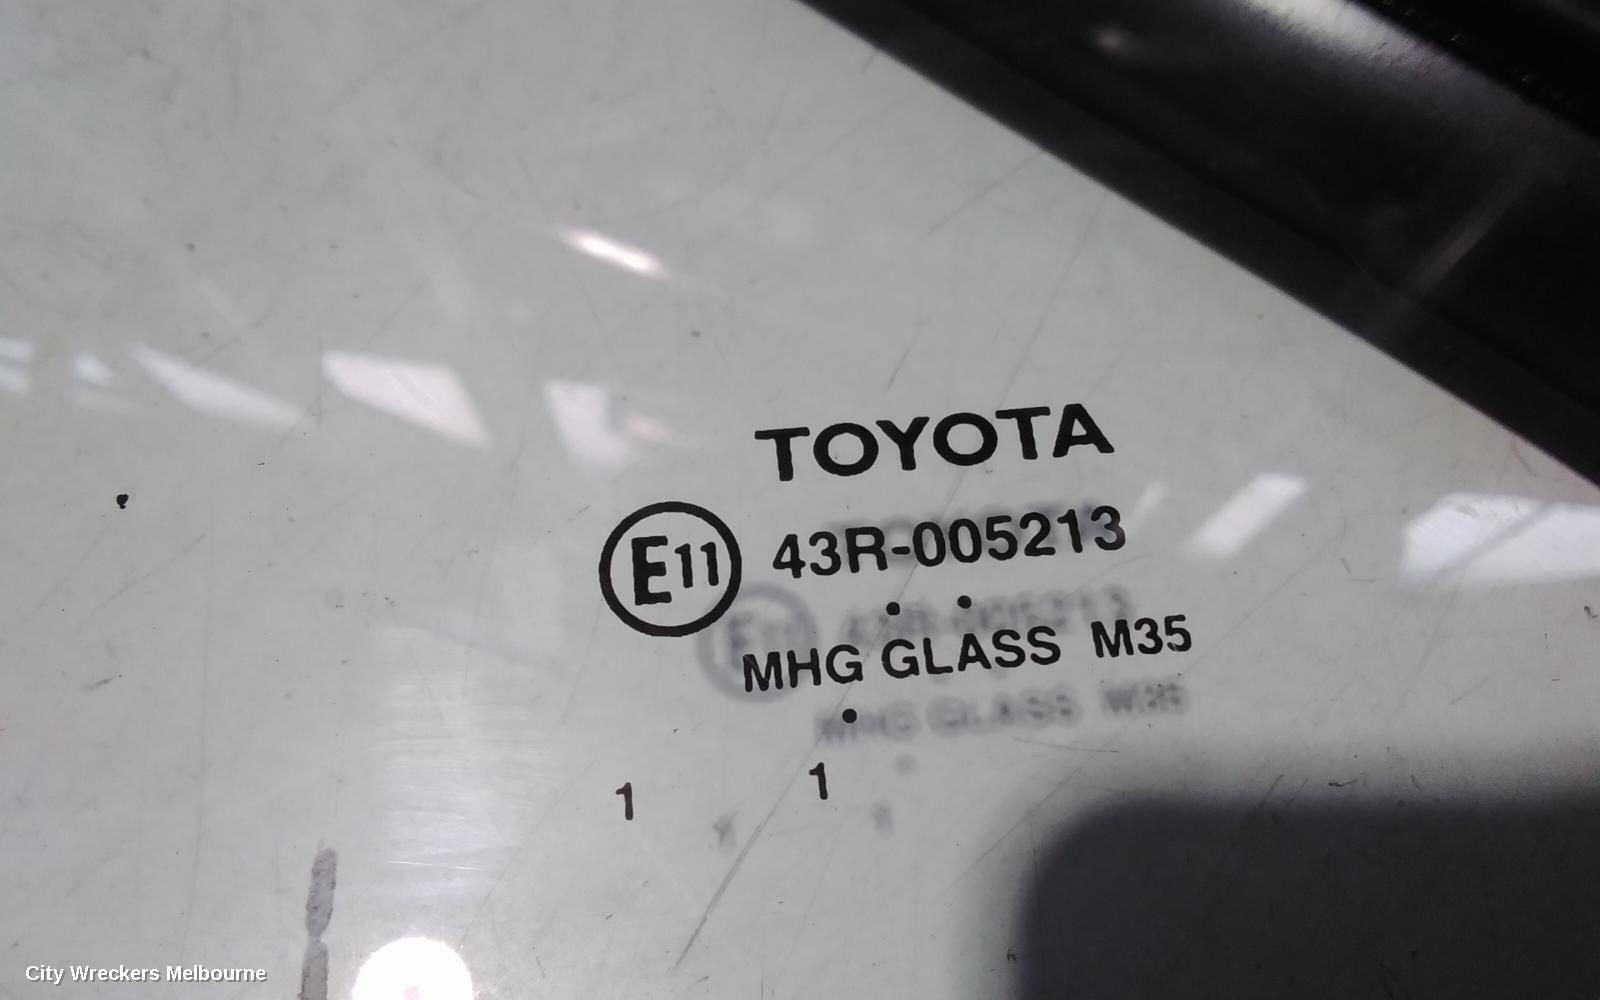 TOYOTA
E11 43R-005213
MHG GLASS M35
1 1
City Wreckers Melbourne